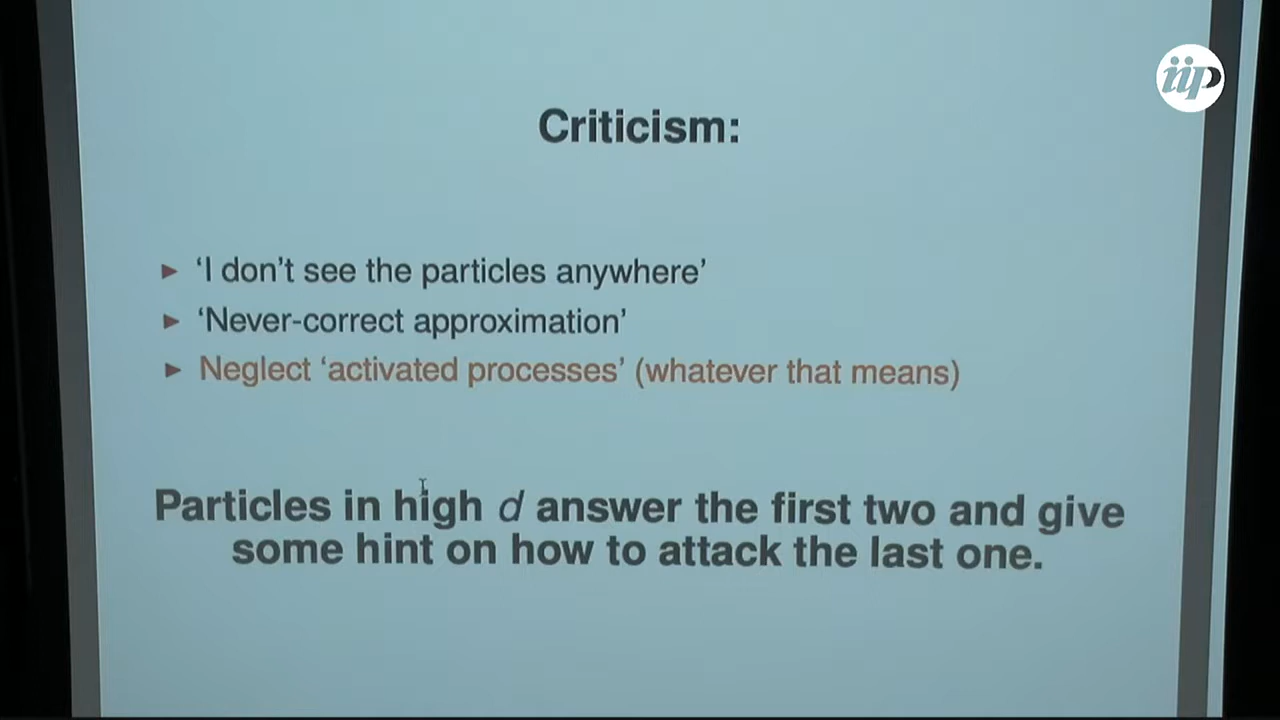 iip
Criticism:
‘I don’t see the particles anywhere’
‘Never-correct approximation’
Neglect ‘activated processes’ (whatever that means)
Particles in high d answer the first two and give
some hint on how to attack the last one.